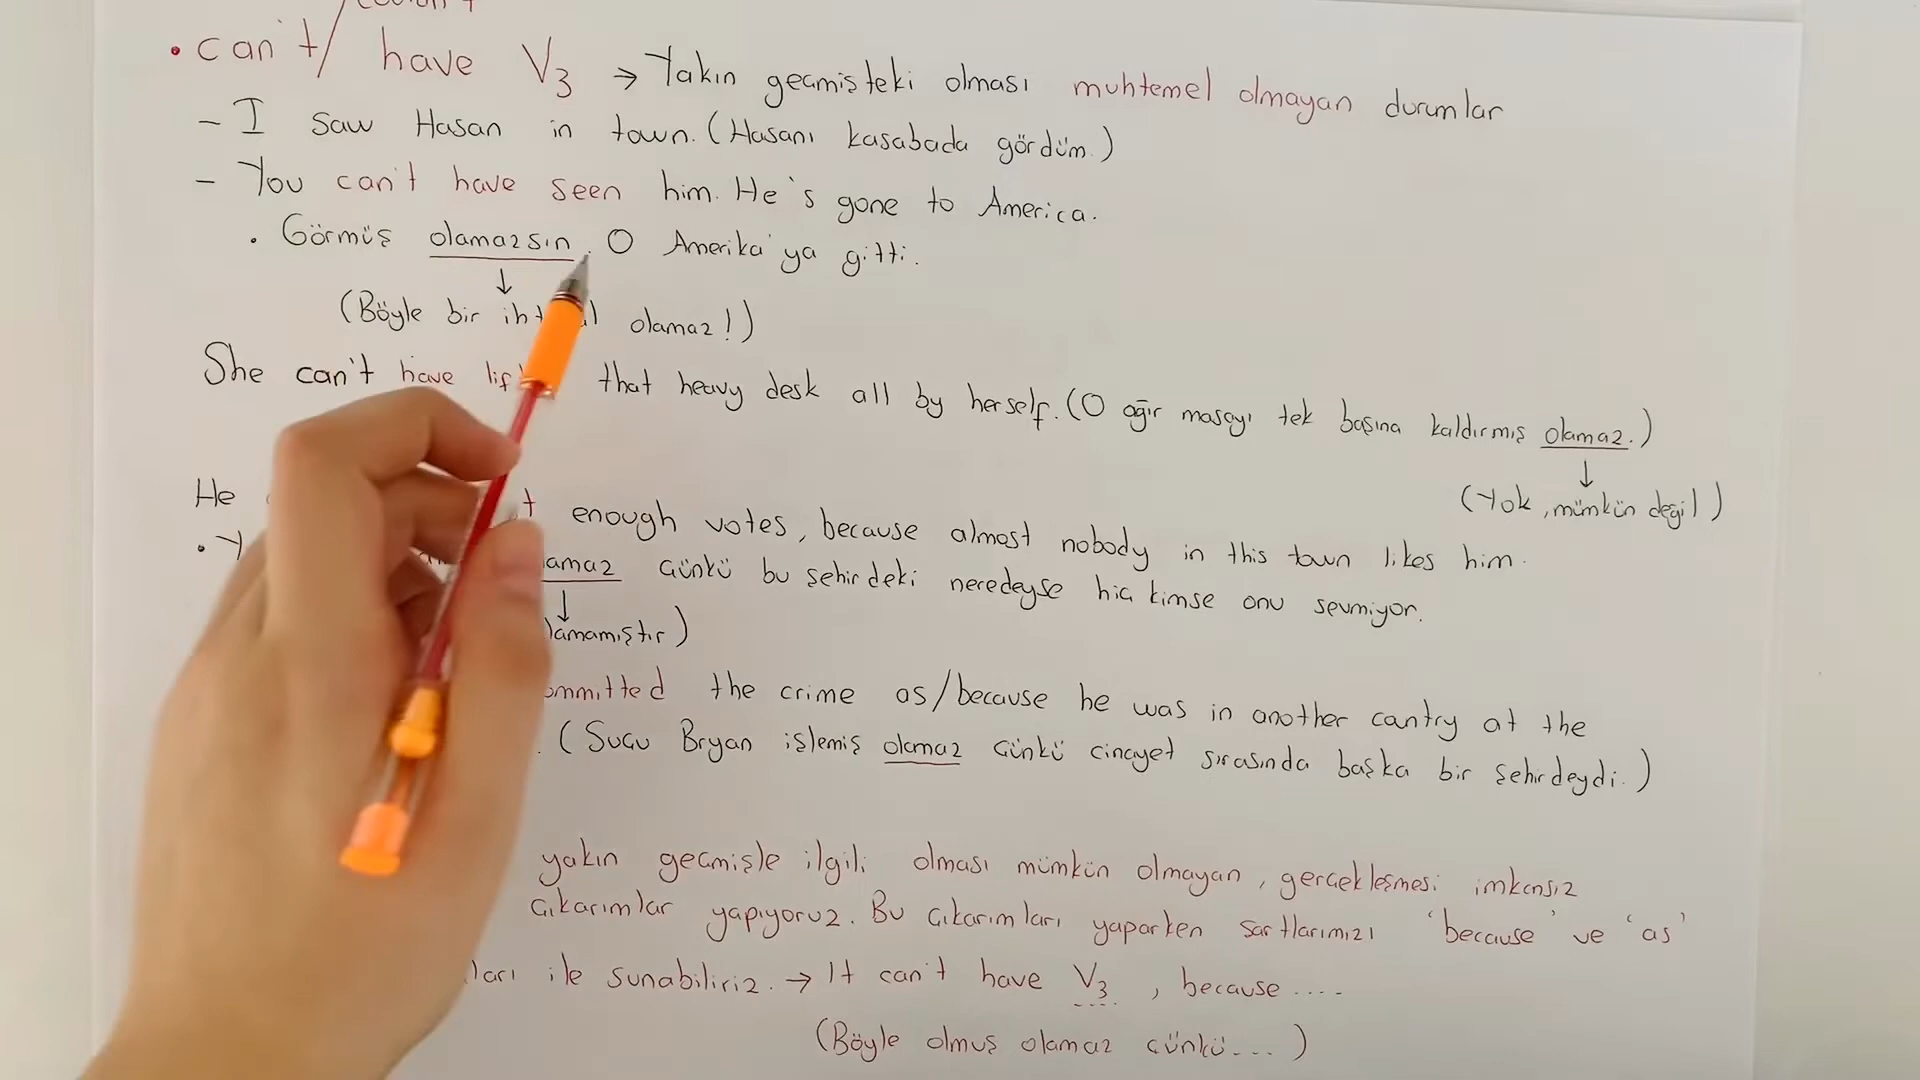 • can't/ have V3 → Yakın geçmişteki olması muhtemel olmayan durumlar
- I saw Hasan in town. (Hasanı kasabada gördüm.)
- You can't have seen him. He's gone to America.
• Görmüş olamazsın. O Amerika'ya gitti.
↓
(Böyle bir olamaz!)
She can't have that heavy desk all by herself. (O ağır masayı tek başına kaldırmış olamaz.)
↓
(Yok, mümkün değil)
He enough votes, because almost nobody in this town likes him.
• çünkü bu şehirdeki neredeyse hiç kimse onu sevmiyor.
↓
the crime as/because he was in another cantry at the
(Suçu Bryan işlemiş olamaz çünkü cinayet sırasında başka bir şehirdeydi.)
yakın geçmişle ilgili olması mümkün olmayan, gerçekleşmesi imkansız
çıkarımlar yapıyoruz. Bu çıkarımları yaparken şartlarımızı 'because' ve 'as'
ile sunabiliriz. → It can't have V3, because ....
(Böyle olmuş olamaz çünkü.... )